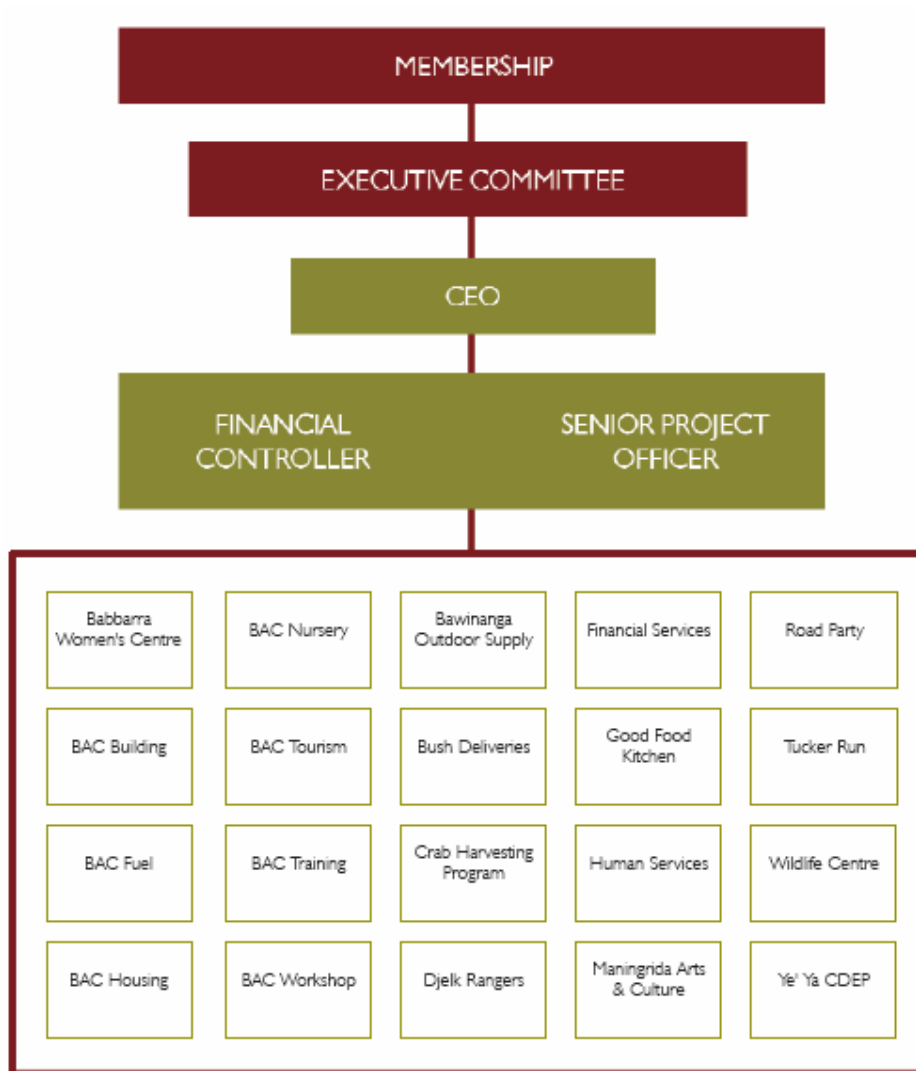 MEMBERSHIP
EXECUTIVE COMMITTEE
CEO
FINANCIAL
CONTROLLER
SENIOR PROJECT
OFFICER
Babbarra
Women's Centre
BAC Nursery
Bawinanga
Outdoor Supply
Financial Services
Road Party
BAC Building
BAC Tourism
Bush Deliveries
Good Food
Kitchen
Tucker Run
BAC Fuel
BAC Training
Crab Harvesting
Program
Human Services
Wildlife Centre
BAC Housing
BAC Workshop
Djelk Rangers
Maningrida Arts
& Culture
Ye' Ya CDEP